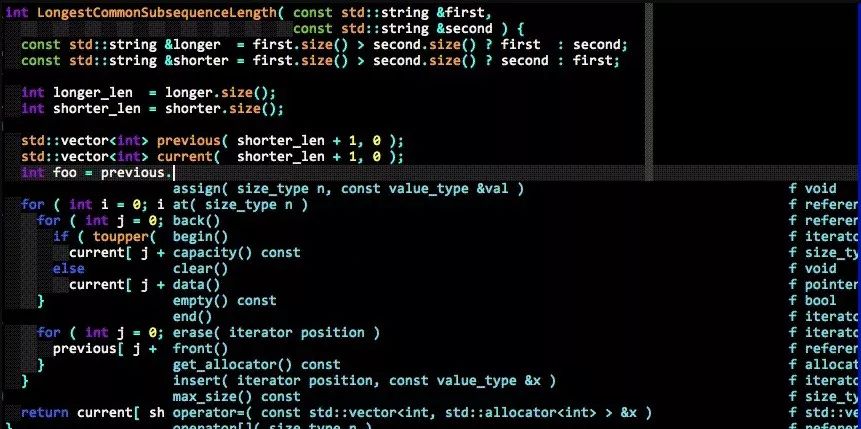 int LongestCommonSubsequenceLength( const std::string &first,
const std::string &second ) {
const std::string &longer  = first.size() > second.size() ? first  : second;
const std::string &shorter = first.size() > second.size() ? second : first;
int longer_len  = longer.size();
int shorter_len = shorter.size();
std::vector<int> previous( shorter_len + 1, 0 );
std::vector<int> current(  shorter_len + 1, 0 );
int foo = previous.
assign( size_type n, const value_type &val ) f void
for ( int i = 0; i at( size_type n ) f referen
for ( int j = 0; back() f referen
if ( toupper( begin() f iterato
current[ j + capacity() const f size_ty
else clear() f void
current[ j + data() f pointer
} empty() const f bool
end() f iterato
for ( int j = 0; erase( iterator position ) f iterato
previous[ j + front() f referen
} get_allocator() const f allocat
} insert( iterator position, const value_type &x ) f iterato
max_size() const f size_ty
return current[ sh operator=( const std::vector<int, std::allocator<int> > &x ) f std::ve
} operator[]( size_type n ) f referen